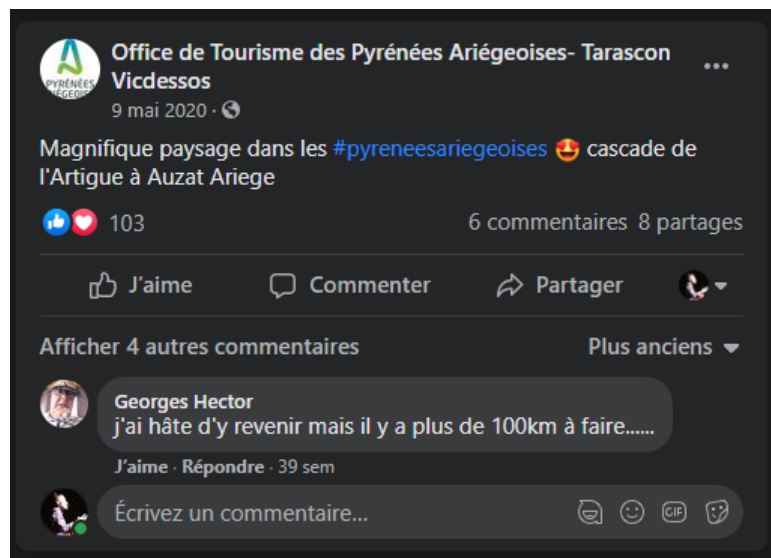 PYRÉNÉES
Office de Tourisme des Pyrénées Ariégeoises- Tarascon
Vicdessos
9 mai 2020 ·
Magnifique paysage dans les #pyreneesariegeoises 🤩 cascade de
l'Artigue à Auzat Ariege
103 6 commentaires 8 partages
J'aime Commenter Partager
Afficher 4 autres commentaires Plus anciens
Georges Hector
j'ai hâte d'y revenir mais il y a plus de 100km à faire......
J'aime · Répondre · 39 sem
Écrivez un commentaire... GIF